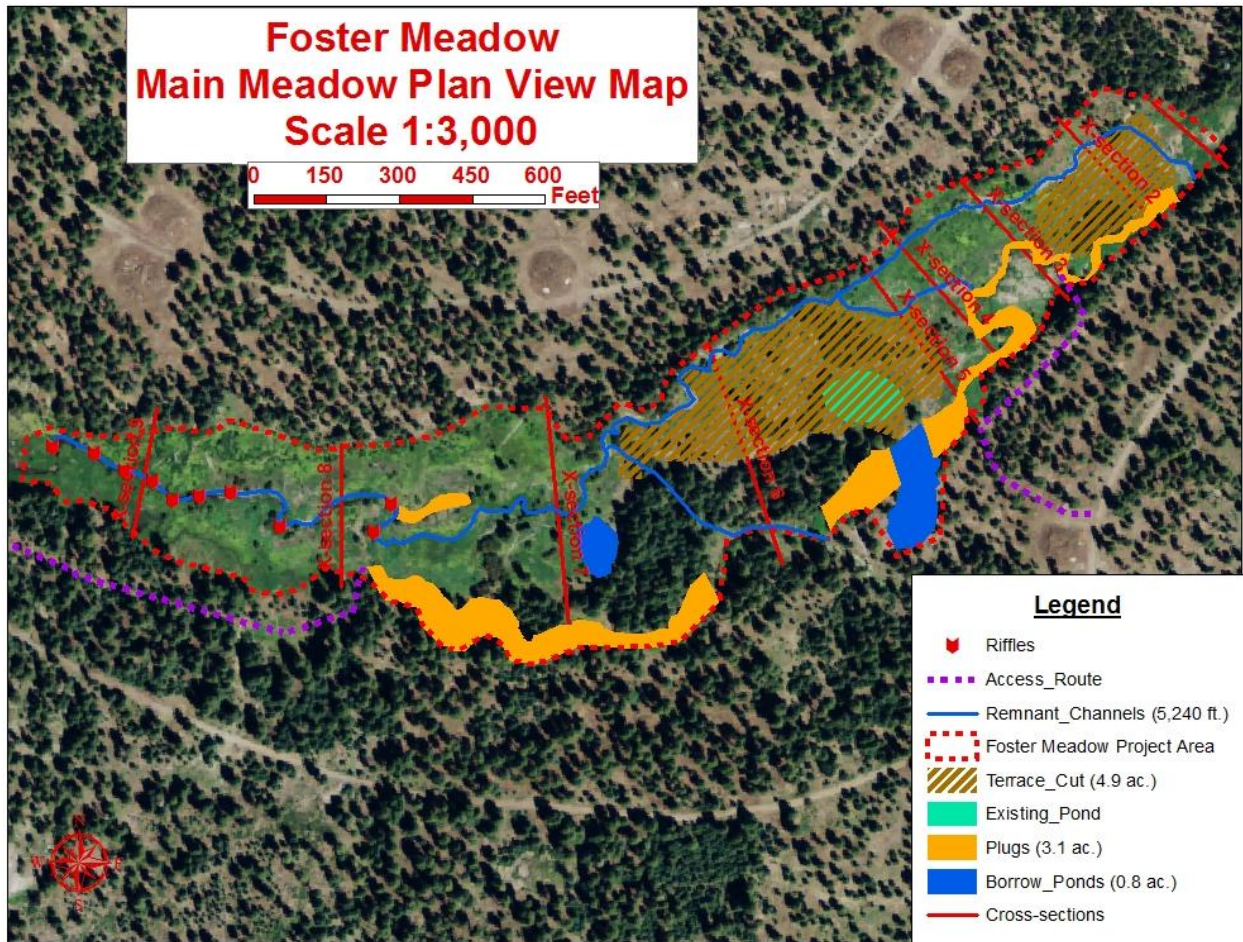 Foster Meadow
Main Meadow Plan View Map
Scale 1:3,000
0 150 300 450 600
Feet
X-section 2
X-section 3
X-section 4
X-section 5
X-section 6
X-section
X-section 8
X-section 9
N
W E
S
Legend
Riffles
Access_Route
Remnant_Channels (5,240 ft.)
Foster Meadow Project Area
Terrace_Cut (4.9 ac.)
Existing_Pond
Plugs (3.1 ac.)
Borrow_Ponds (0.8 ac.)
Cross-sections